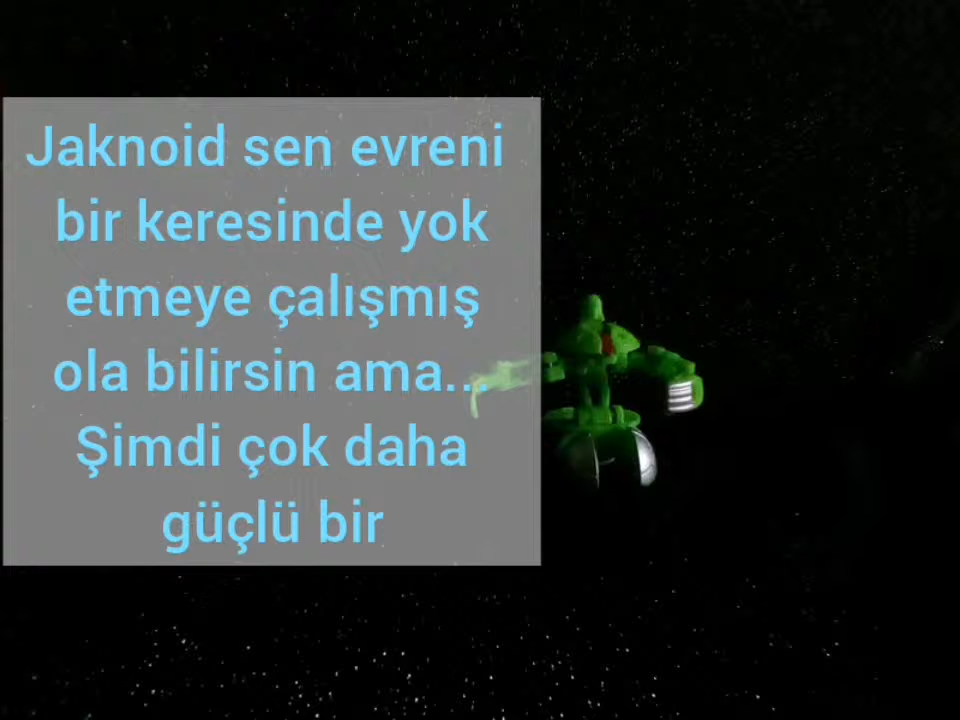 Jaknoid sen evreni
bir keresinde yok
etmeye çalışmış
ola bilirsin ama...
Şimdi çok daha
güçlü bir